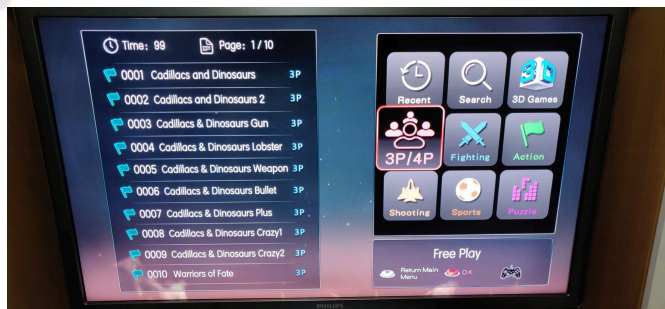 Time: 99 Page: 1/10
0001 Cadillacs and Dinosaurs 3P
0002 Cadillacs and Dinosaurs 2 3P
0003 Cadillacs & Dinosaurs Gun 3P
0004 Cadillacs & Dinosaurs Lobster 3P
0005 Cadillacs & Dinosaurs Weapon 3P
0006 Cadillacs & Dinosaurs Bullet 3P
0007 Cadillacs & Dinosaurs Plus 3P
0008 Cadillacs & Dinosaurs Crazy1 3P
0009 Cadillacs & Dinosaurs Crazy2 3P
0010 Warriors of Fate 3P
Recent Search 3D Games
3P/4P Fighting Action
Shooting Sports Puzzle
Free Play
Return Main Menu OK
PHILIPS